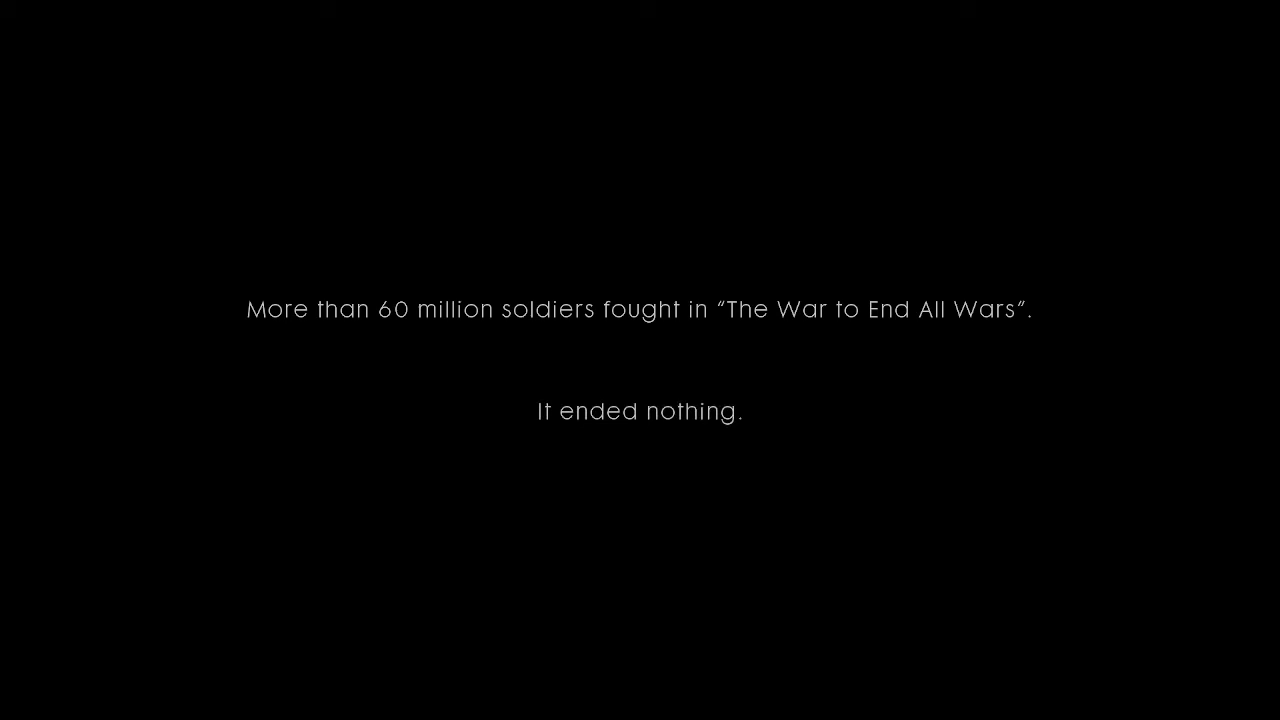 More than 60 million soldiers fought in “The War to End All Wars”.
It ended nothing.